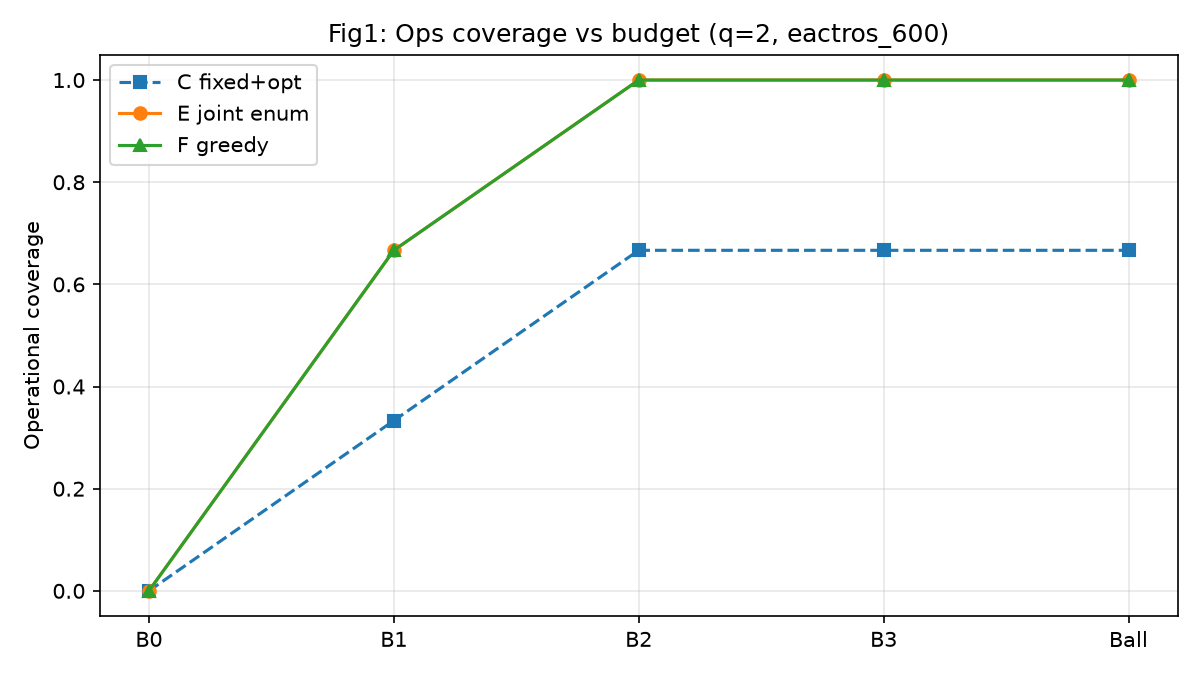 Fig1: Ops coverage vs budget (q=2, eactros_600)
C fixed+opt
E joint enum
F greedy
Operational coverage
1.0
0.8
0.6
0.4
0.2
0.0
B0 B1 B2 B3 Ball